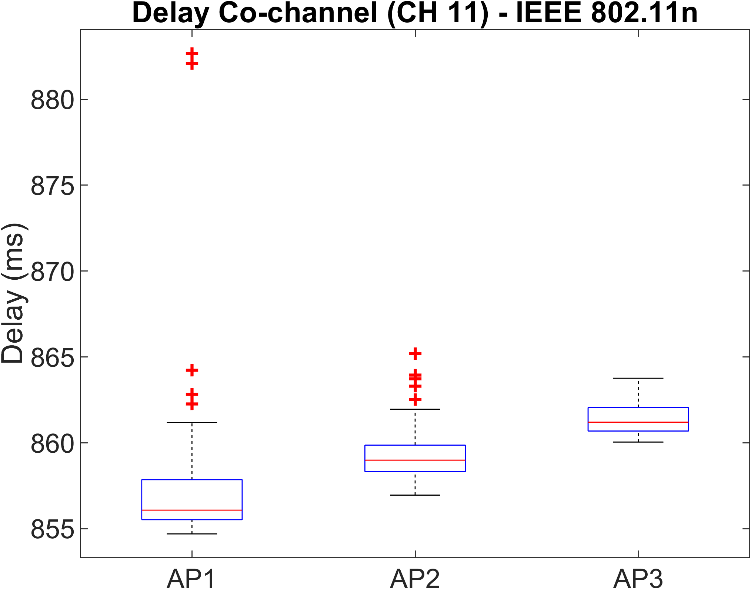 Delay Co-channel (CH 11) - IEEE 802.11n
Delay (ms)
880
875
870
865
860
855
AP1 AP2 AP3